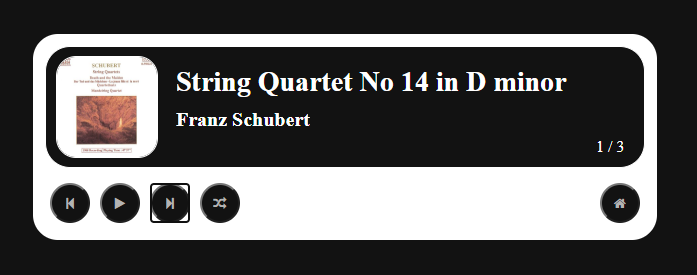 SCHUBERT
String Quartets
String Quartet No 14 in D minor
Franz Schubert
1 / 3